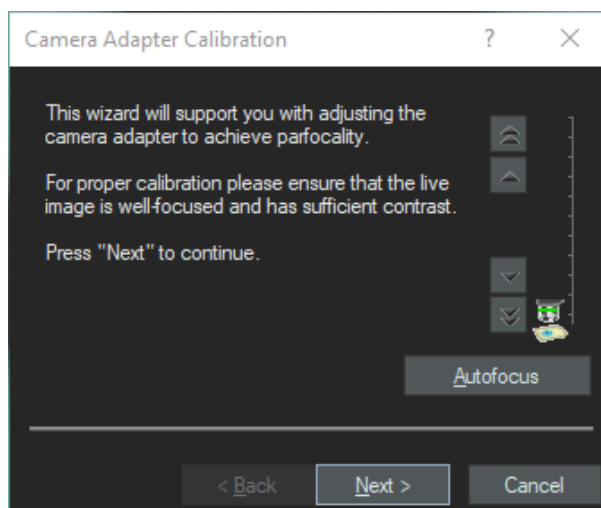 Camera Adapter Calibration
?
This wizard will support you with adjusting the
camera adapter to achieve parfocality.
For proper calibration please ensure that the live
image is well-focused and has sufficient contrast.
Press "Next" to continue.
Autofocus
< Back
Next >
Cancel